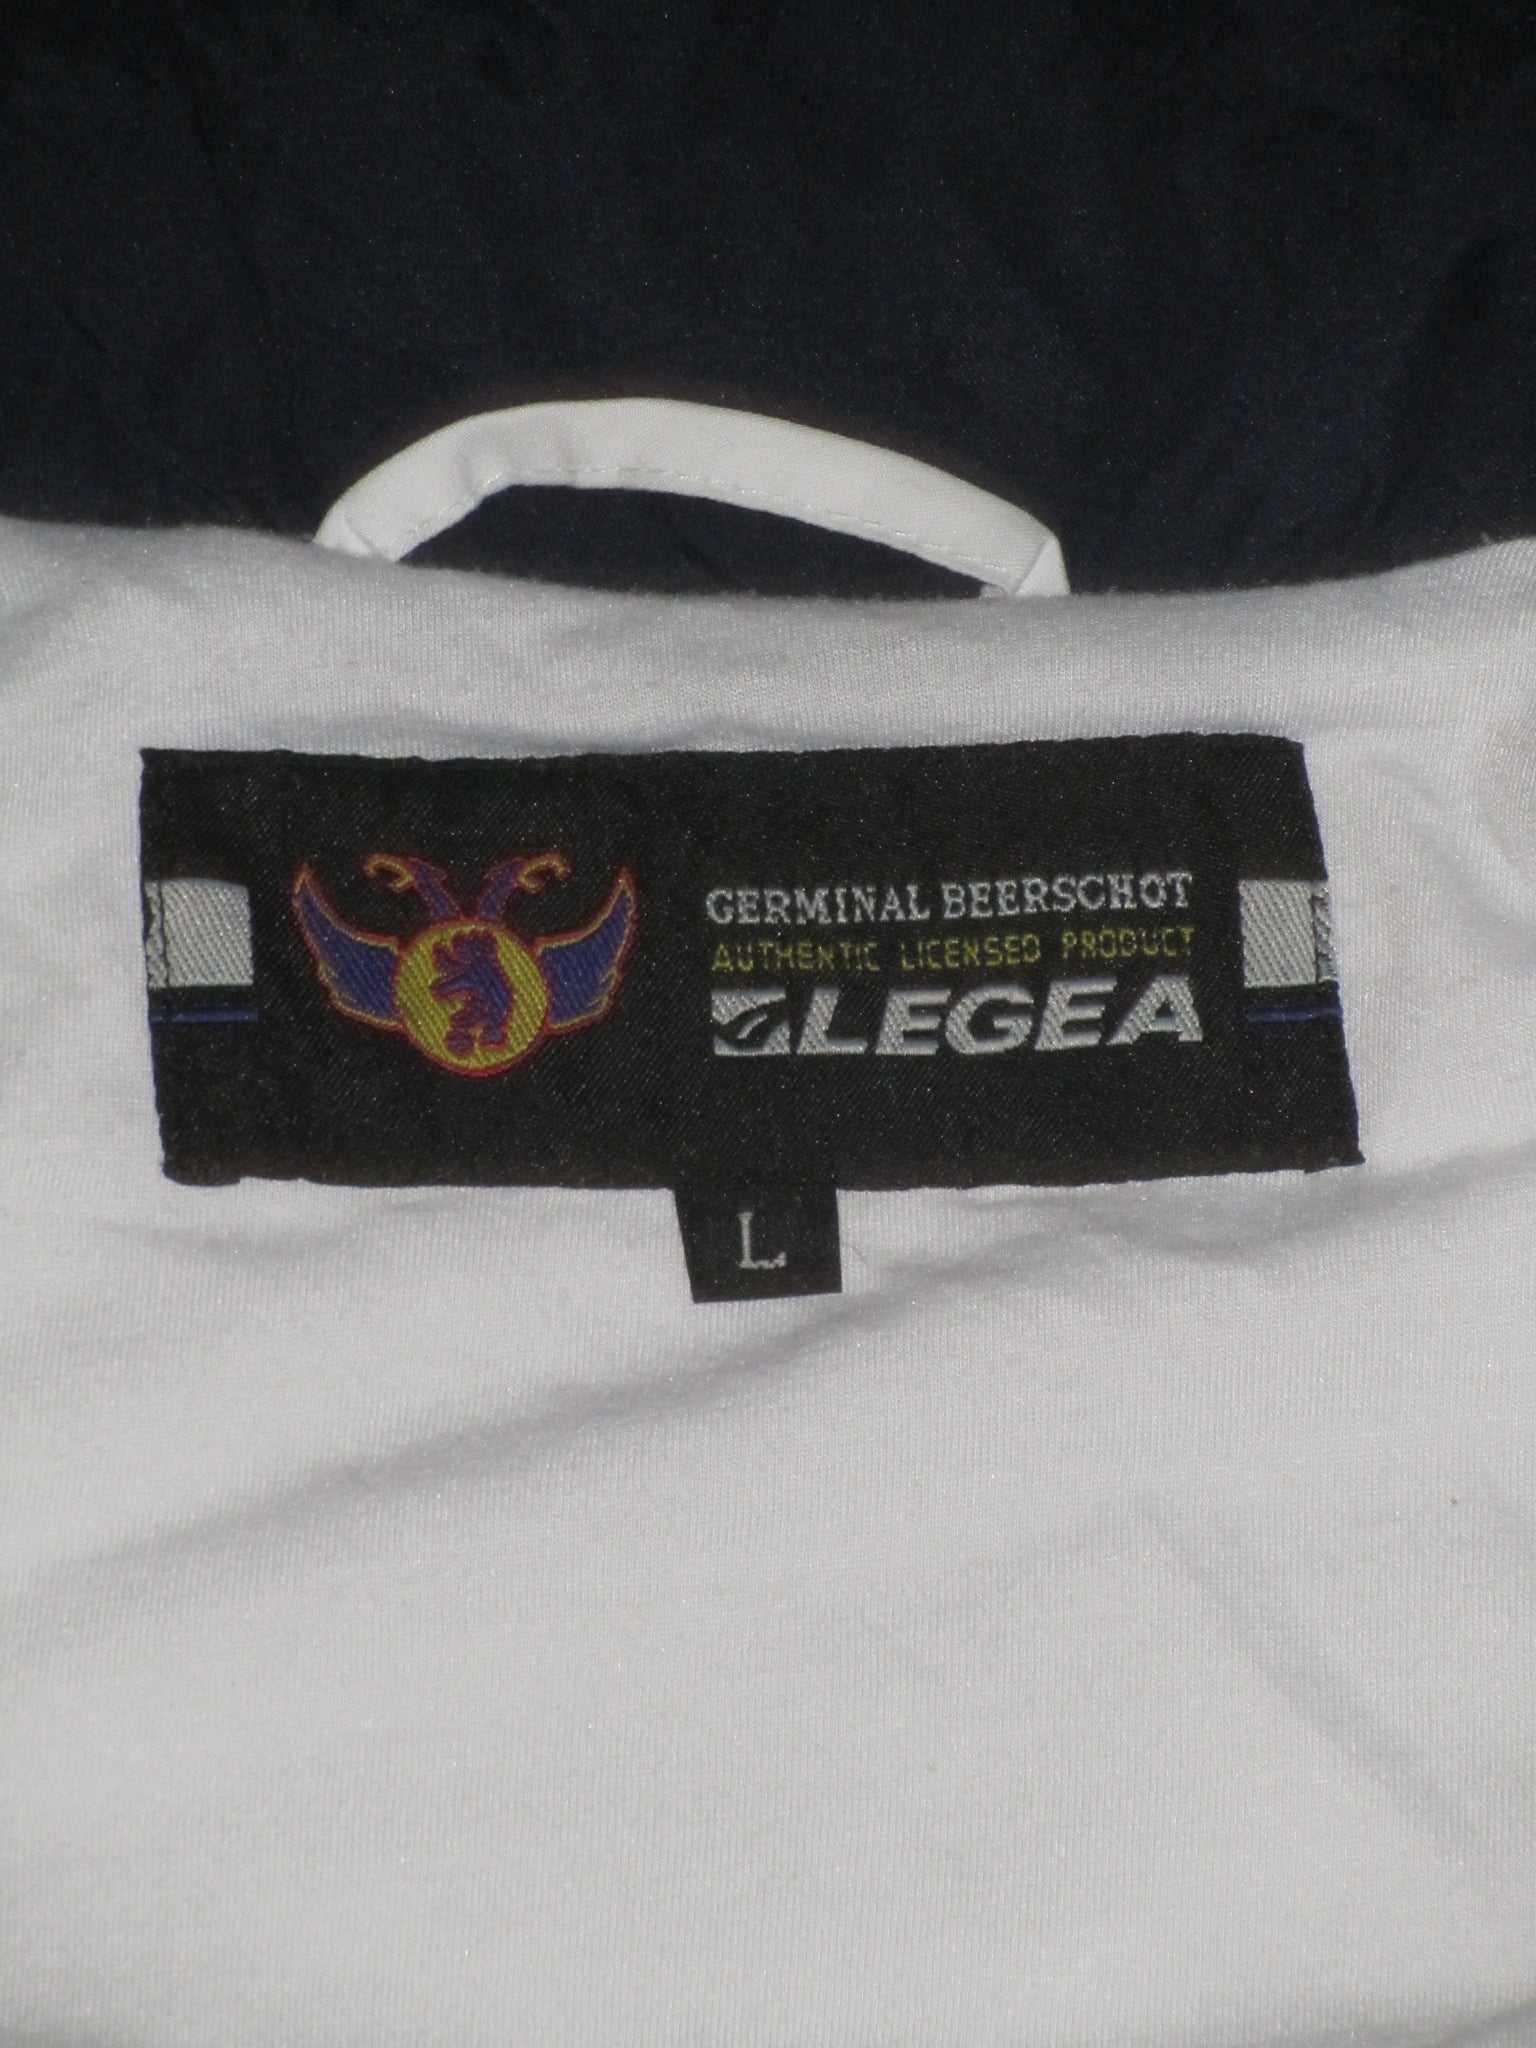 GERMINAL BEERSCHOT
AUTHENTIC LICENSED PRODUCT
LEGEA
L